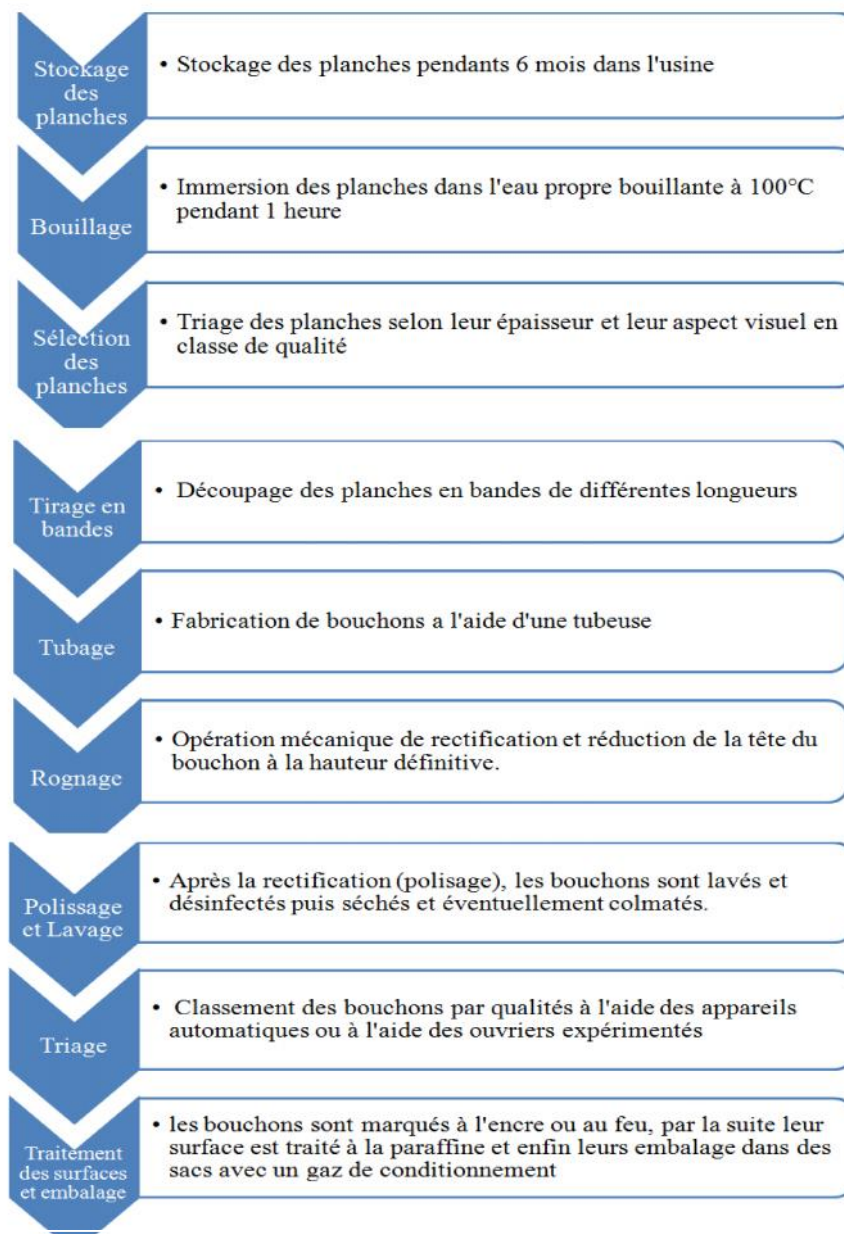 Stockage
des
planches
• Stockage des planches pendants 6 mois dans l'usine
Bouillage
• Immersion des planches dans l'eau propre bouillante à 100°C
pendant 1 heure
Sélection
des
planches
• Triage des planches selon leur épaisseur et leur aspect visuel en
classe de qualité
Tirage en
bandes
• Découpage des planches en bandes de différentes longueurs
Tubage
• Fabrication de bouchons a l'aide d'une tubeuse
Rognage
• Opération mécanique de rectification et réduction de la tête du
bouchon à la hauteur définitive.
Polissage
et Lavage
• Après la rectification (polisage), les bouchons sont lavés et
désinfectés puis séchés et éventuellement colmatés.
Triage
• Classement des bouchons par qualités à l'aide des appareils
automatiques ou à l'aide des ouvriers expérimentés
Traitement
des surfaces
et embalage
• les bouchons sont marqués à l'encre ou au feu, par la suite leur
surface est traité à la paraffine et enfin leurs embalage dans des
sacs avec un gaz de conditionnement